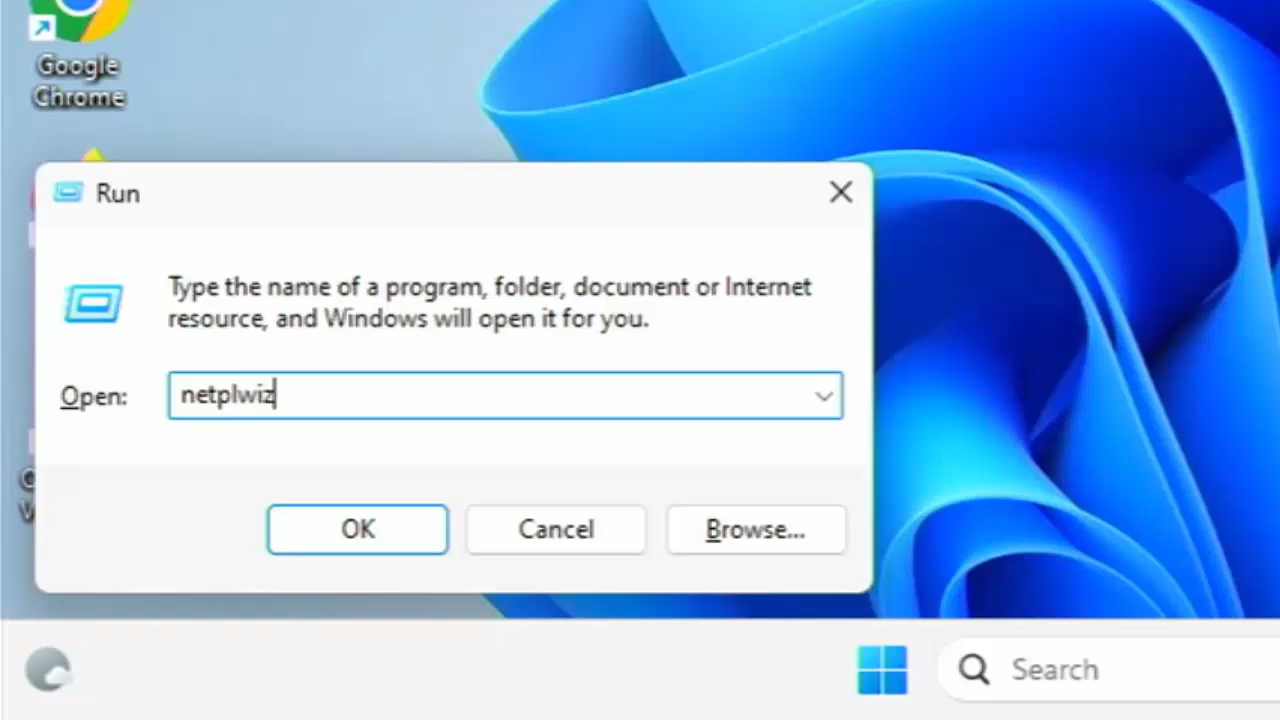 Google
Chrome
Run
Type the name of a program, folder, document or Internet
resource, and Windows will open it for you.
Open:
netplwiz
OK
Cancel
Browse...
Search